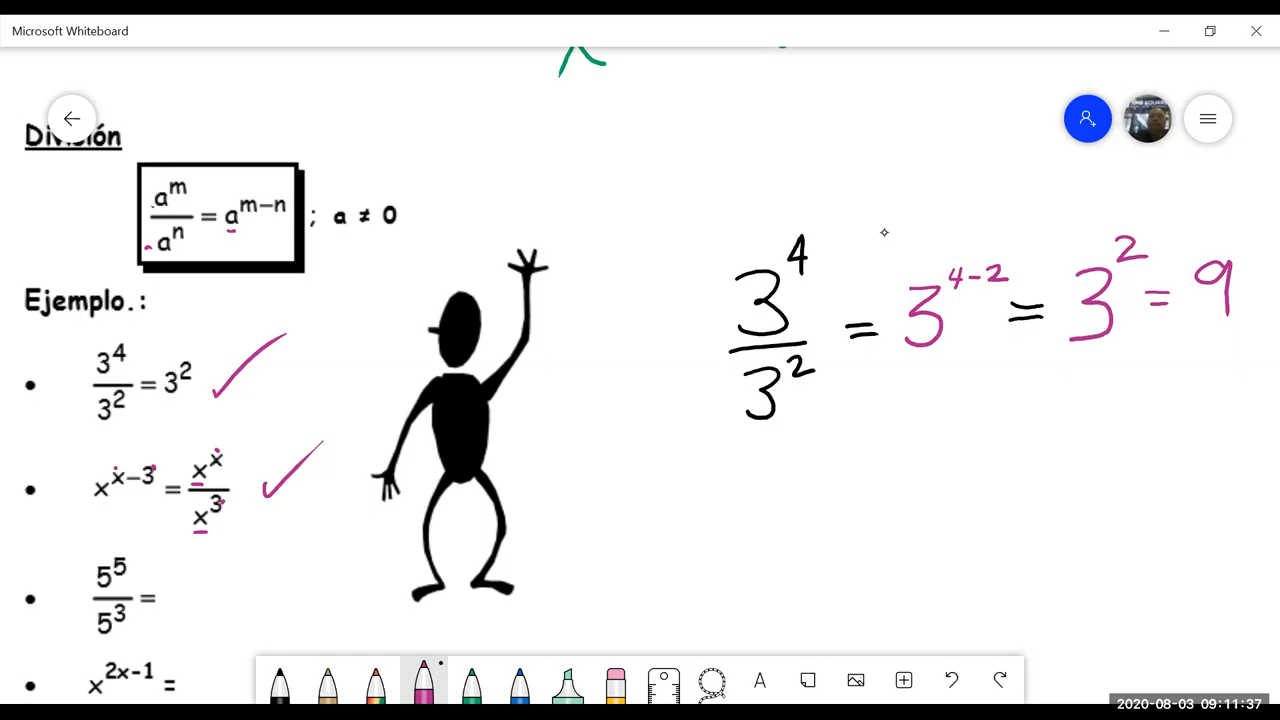 Microsoft Whiteboard
División
a^m / a^n = a^(m-n) ; a ≠ 0
Ejemplo.:
• 3^4 / 3^2 = 3^2 ✓
• x^(x-3) = x^x / x^3 ✓
• 5^5 / 5^3 =
• x^(2x-1) =
3^4 / 3^2 = 3^(4-2) = 3^2 = 9
A
2020-08-03 09:11:37